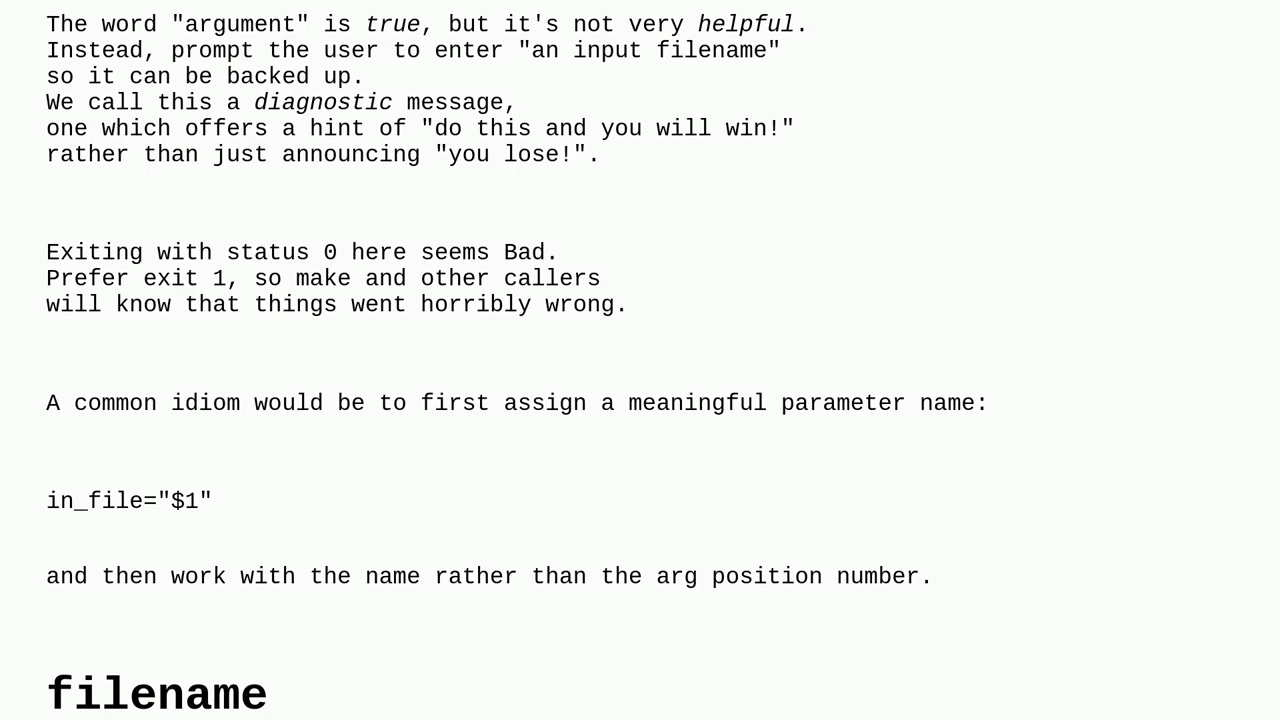 The word "argument" is true, but it's not very helpful.
Instead, prompt the user to enter "an input filename"
so it can be backed up.
We call this a diagnostic message,
one which offers a hint of "do this and you will win!"
rather than just announcing "you lose!".
Exiting with status 0 here seems Bad.
Prefer exit 1, so make and other callers
will know that things went horribly wrong.
A common idiom would be to first assign a meaningful parameter name:
in_file="$1"
and then work with the name rather than the arg position number.
filename